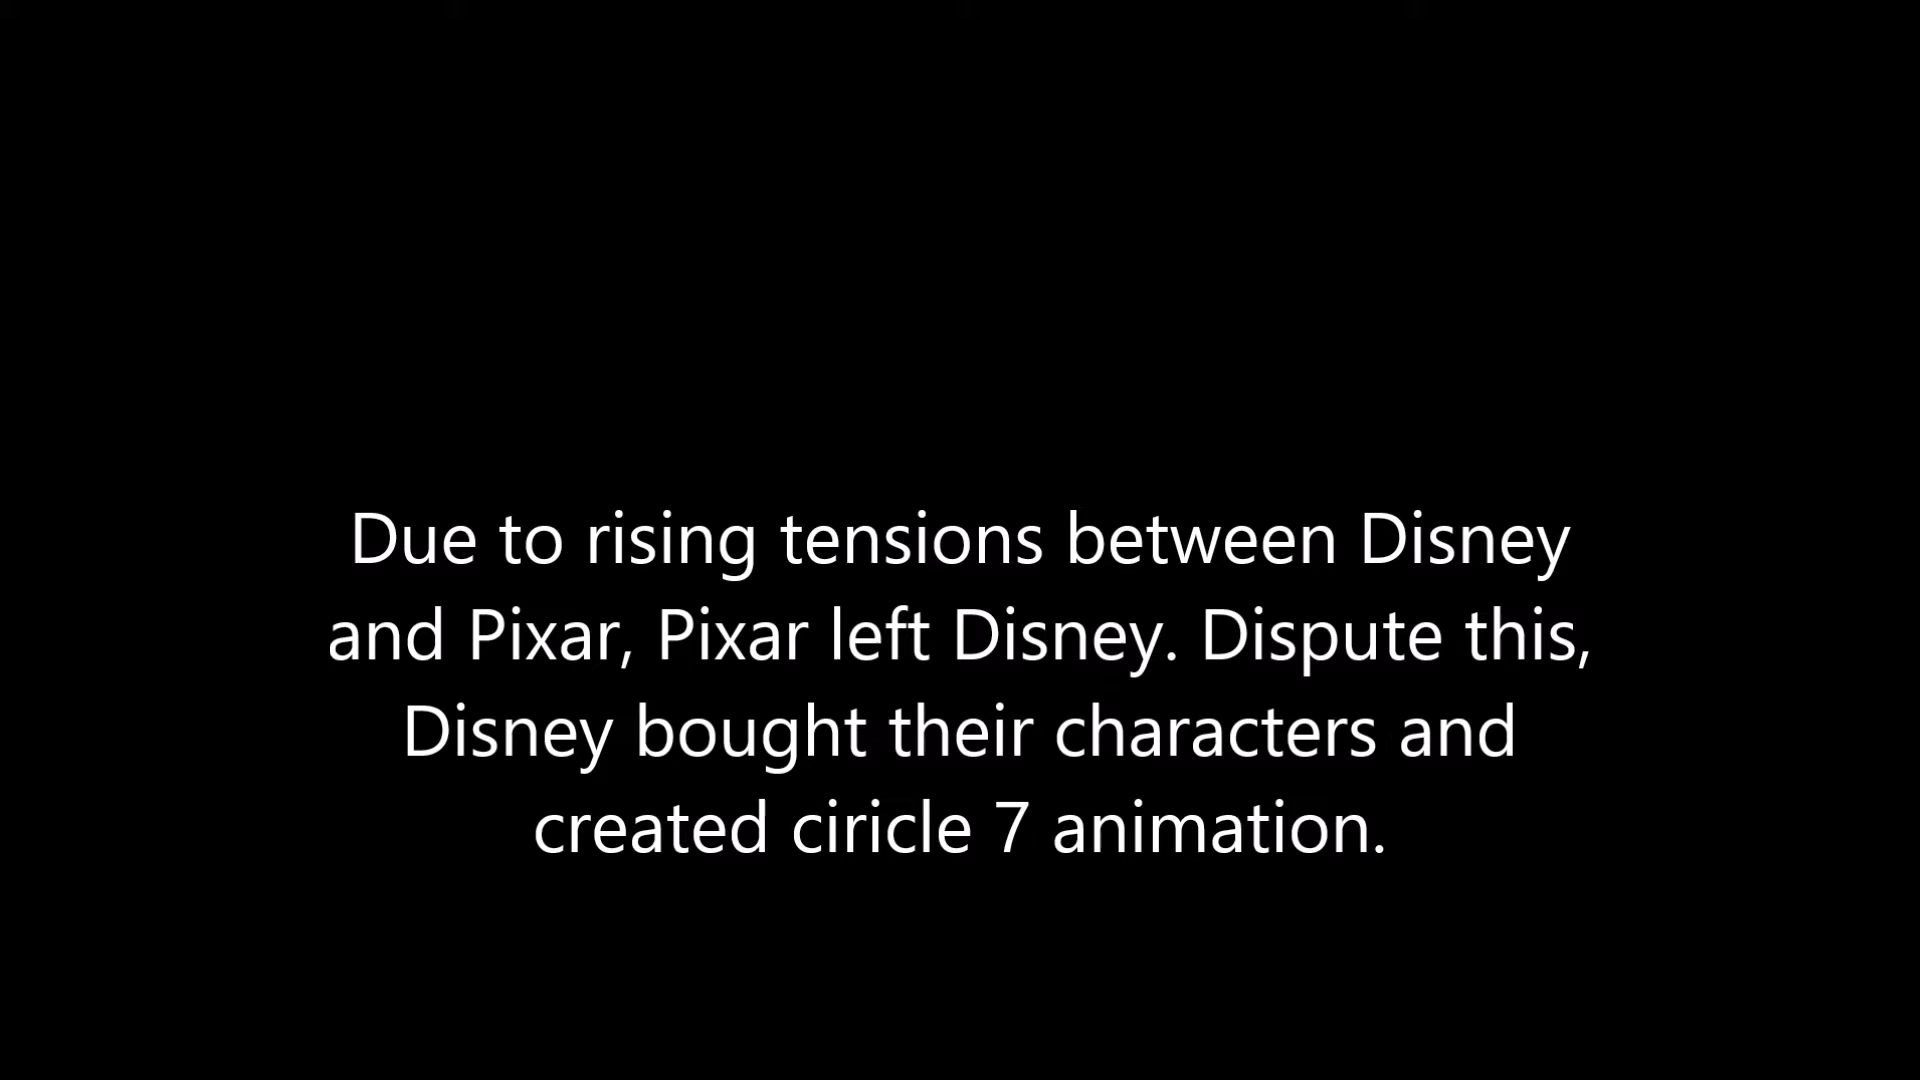 Due to rising tensions between Disney
and Pixar, Pixar left Disney. Dispute this,
Disney bought their characters and
created ciricle 7 animation.